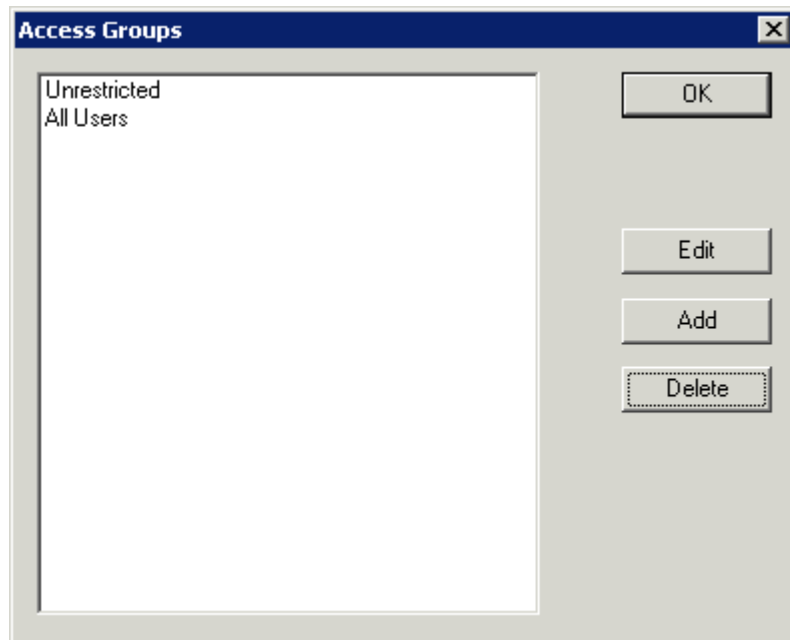 Access Groups
Unrestricted
All Users
OK
Edit
Add
Delete